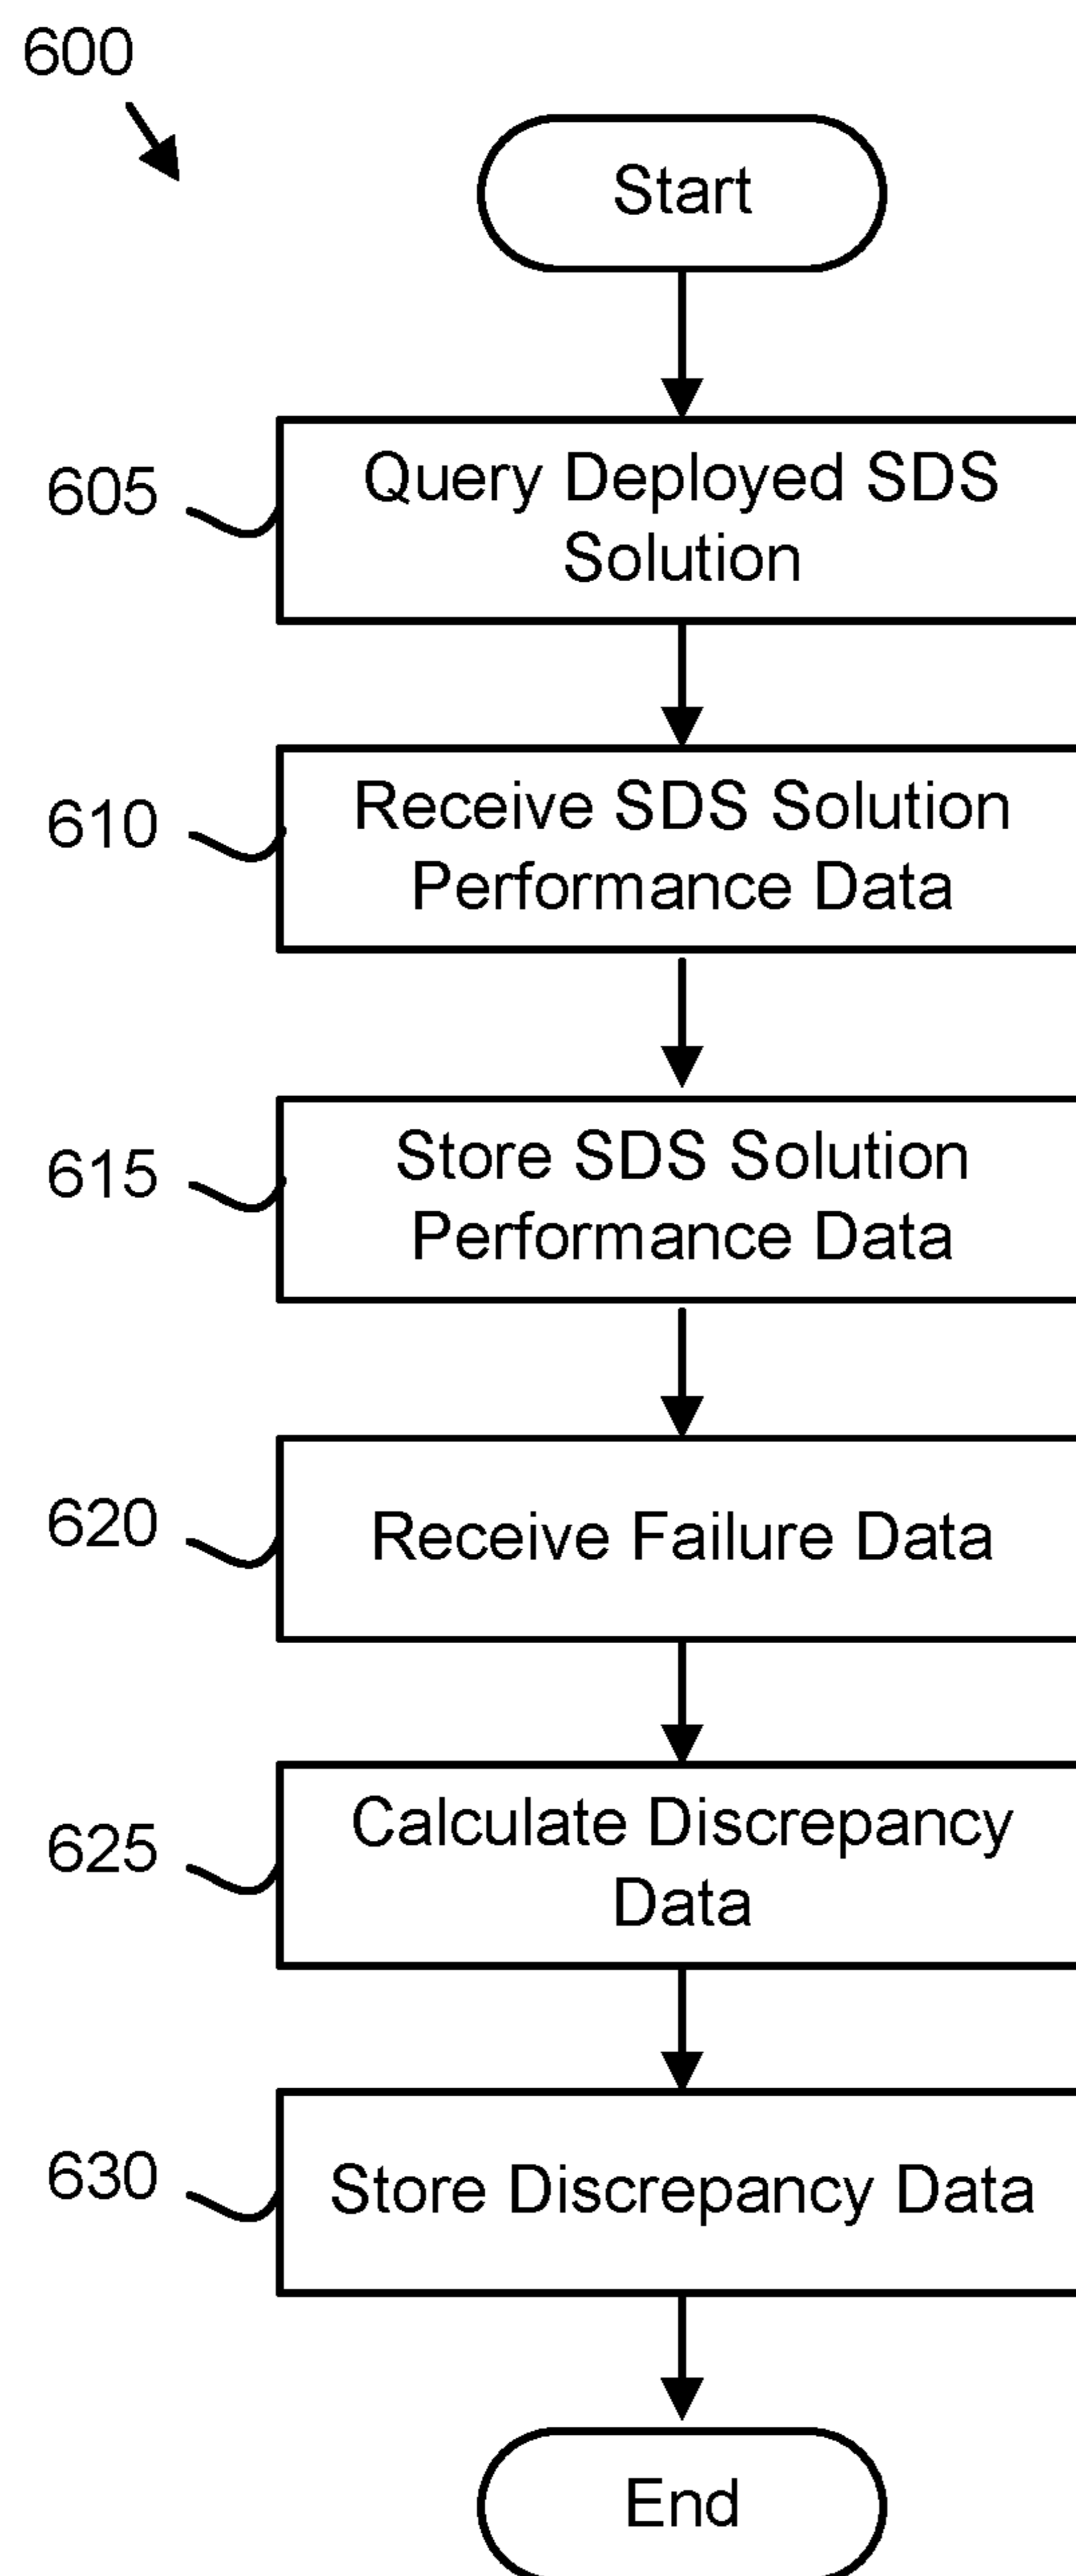 600
Start
605
Query Deployed SDS
Solution
610
Receive SDS Solution
Performance Data
615
Store SDS Solution
Performance Data
620
Receive Failure Data
625
Calculate Discrepancy
Data
630
Store Discrepancy Data
End